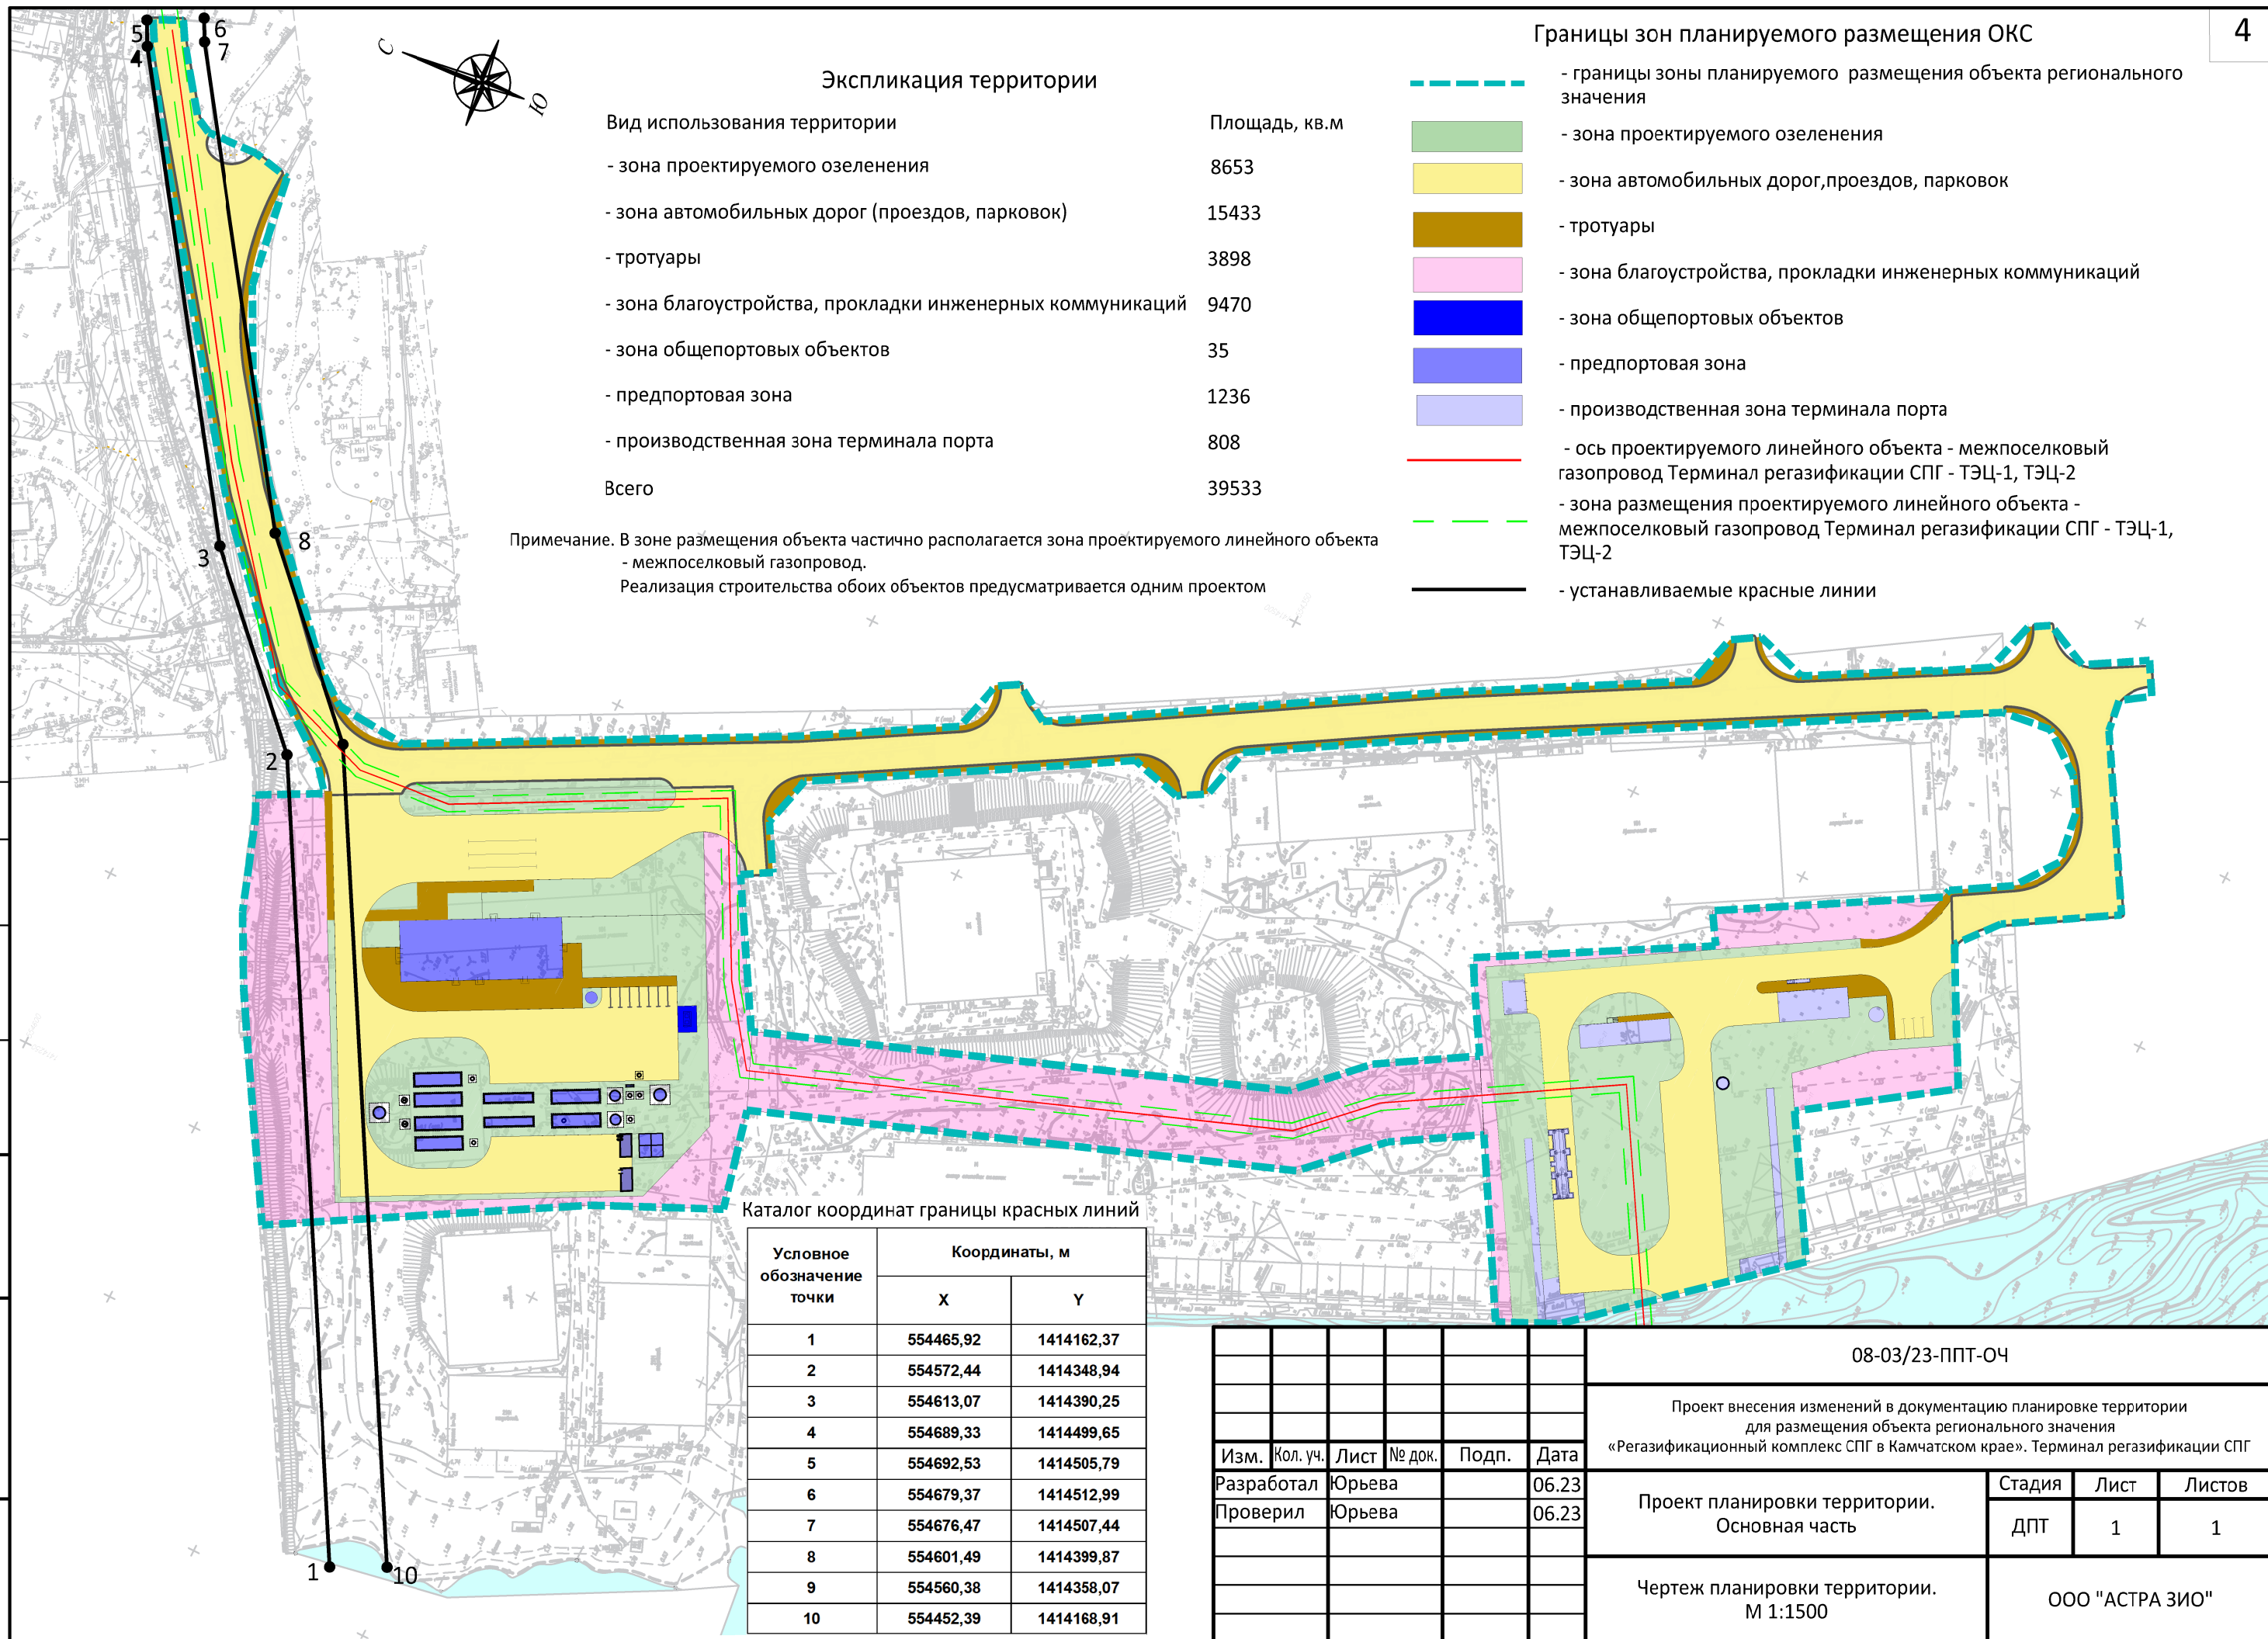 4
5
4
6
7
С
Ю
3
8
2
1
10
Экспликация территории
Вид использования территории Площадь, кв.м
- зона проектируемого озеленения 8653
- зона автомобильных дорог (проездов, парковок) 15433
- тротуары 3898
- зона благоустройства, прокладки инженерных коммуникаций 9470
- зона общепортовых объектов 35
- предпортовая зона 1236
- производственная зона терминала порта 808
Всего 39533
Примечание. В зоне размещения объекта частично располагается зона проектируемого линейного объекта
- межпоселковый газопровод.
Реализация строительства обоих объектов предусматривается одним проектом
Границы зон планируемого размещения ОКС
- границы зоны планируемого размещения объекта регионального
значения
- зона проектируемого озеленения
- зона автомобильных дорог,проездов, парковок
- тротуары
- зона благоустройства, прокладки инженерных коммуникаций
- зона общепортовых объектов
- предпортовая зона
- производственная зона терминала порта
- ось проектируемого линейного объекта - межпоселковый
газопровод Терминал регазификации СПГ - ТЭЦ-1, ТЭЦ-2
- зона размещения проектируемого линейного объекта -
межпоселковый газопровод Терминал регазификации СПГ - ТЭЦ-1,
ТЭЦ-2
- устанавливаемые красные линии
Каталог координат границы красных линий
Условное обозначение точки Координаты, м
X Y
1 554465,92 1414162,37
2 554572,44 1414348,94
3 554613,07 1414390,25
4 554689,33 1414499,65
5 554692,53 1414505,79
6 554679,37 1414512,99
7 554676,47 1414507,44
8 554601,49 1414399,87
9 554560,38 1414358,07
10 554452,39 1414168,91
08-03/23-ППТ-ОЧ
Проект внесения изменений в документацию планировке территории
для размещения объекта регионального значения
«Регазификационный комплекс СПГ в Камчатском крае». Терминал регазификации СПГ
Изм. Кол. уч. Лист № док. Подп. Дата
Разработал Юрьева 06.23
Проверил Юрьева 06.23
Проект планировки территории.
Основная часть
Стадия Лист Листов
ДПТ 1 1
Чертеж планировки территории.
М 1:1500
ООО "АСТРА ЗИО"